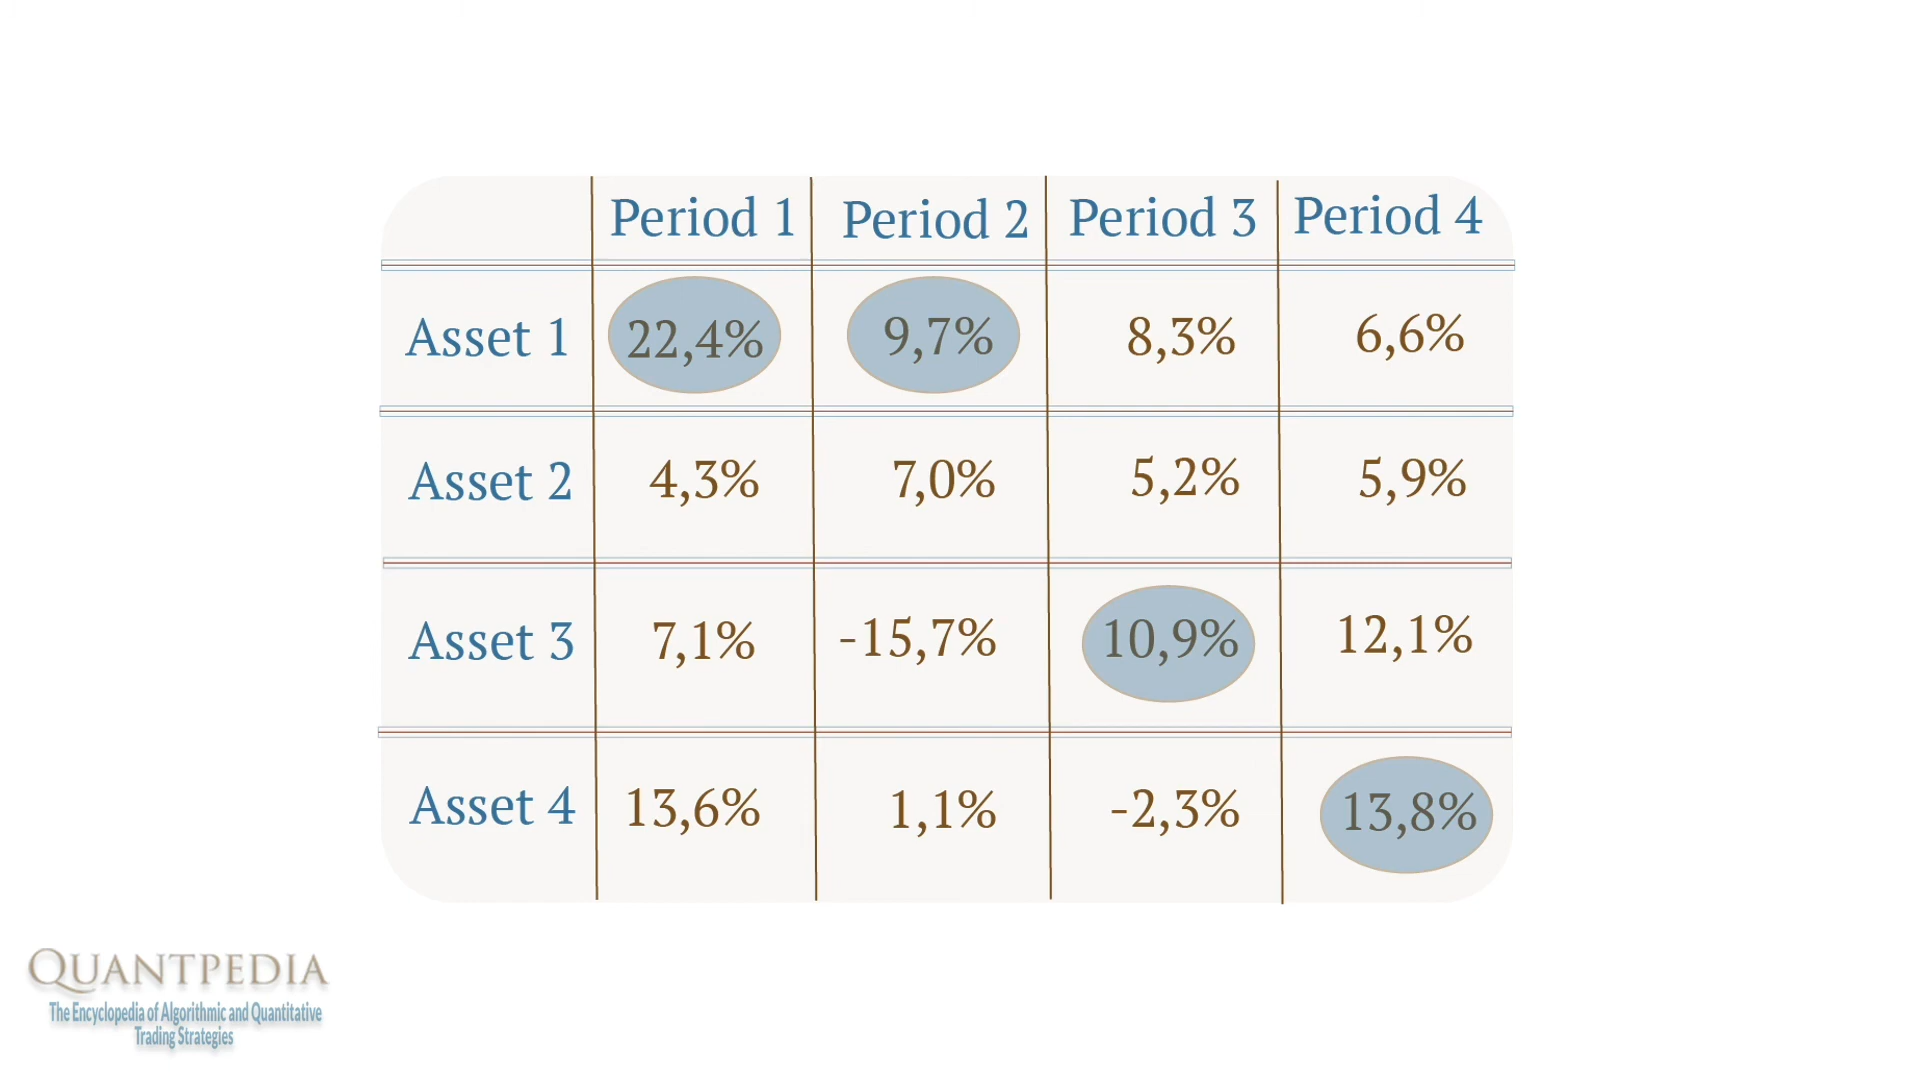 Period 1 Period 2 Period 3 Period 4
Asset 1 22,4% 9,7% 8,3% 6,6%
Asset 2 4,3% 7,0% 5,2% 5,9%
Asset 3 7,1% -15,7% 10,9% 12,1%
Asset 4 13,6% 1,1% -2,3% 13,8%
QUANTPEDIA
The Encyclopedia of Algorithmic and Quantitative
Trading Strategies